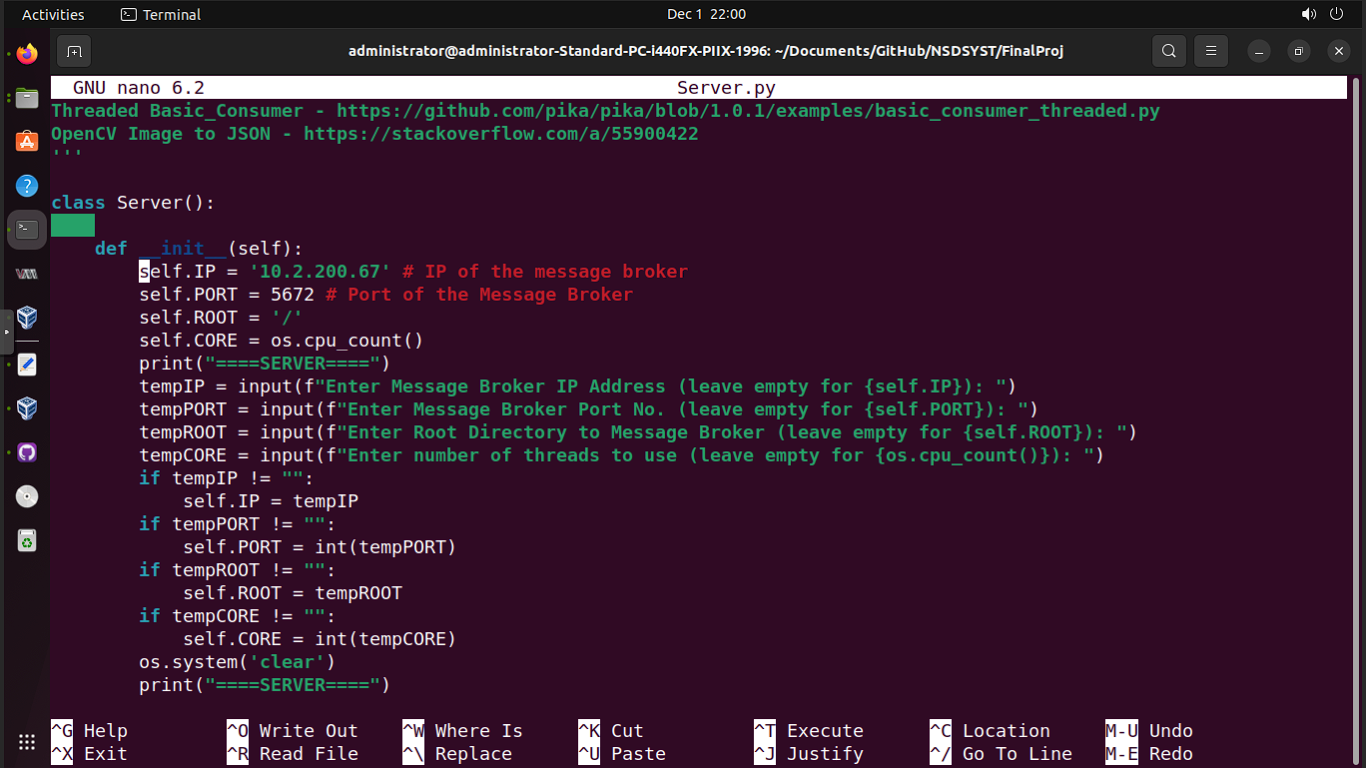 Activities Terminal Dec 1 22:00
administrator@administrator-Standard-PC-i440FX-PIIX-1996: ~/Documents/GitHub/NSDSYST/FinalProj
GNU nano 6.2 Server.py
Threaded Basic_Consumer - https://github.com/pika/pika/blob/1.0.1/examples/basic_consumer_threaded.py
OpenCV Image to JSON - https://stackoverflow.com/a/55900422
'''
class Server():
    def __init__(self):
        self.IP = '10.2.200.67' # IP of the message broker
        self.PORT = 5672 # Port of the Message Broker
        self.ROOT = '/'
        self.CORE = os.cpu_count()
        print("====SERVER====")
        tempIP = input(f"Enter Message Broker IP Address (leave empty for {self.IP}): ")
        tempPORT = input(f"Enter Message Broker Port No. (leave empty for {self.PORT}): ")
        tempROOT = input(f"Enter Root Directory to Message Broker (leave empty for {self.ROOT}): ")
        tempCORE = input(f"Enter number of threads to use (leave empty for {os.cpu_count()}): ")
        if tempIP != "":
            self.IP = tempIP
        if tempPORT != "":
            self.PORT = int(tempPORT)
        if tempROOT != "":
            self.ROOT = tempROOT
        if tempCORE != "":
            self.CORE = int(tempCORE)
        os.system('clear')
        print("====SERVER====")
^G Help ^O Write Out ^W Where Is ^K Cut ^T Execute ^C Location M-U Undo
^X Exit ^R Read File ^\ Replace ^U Paste ^J Justify ^/ Go To Line M-E Redo